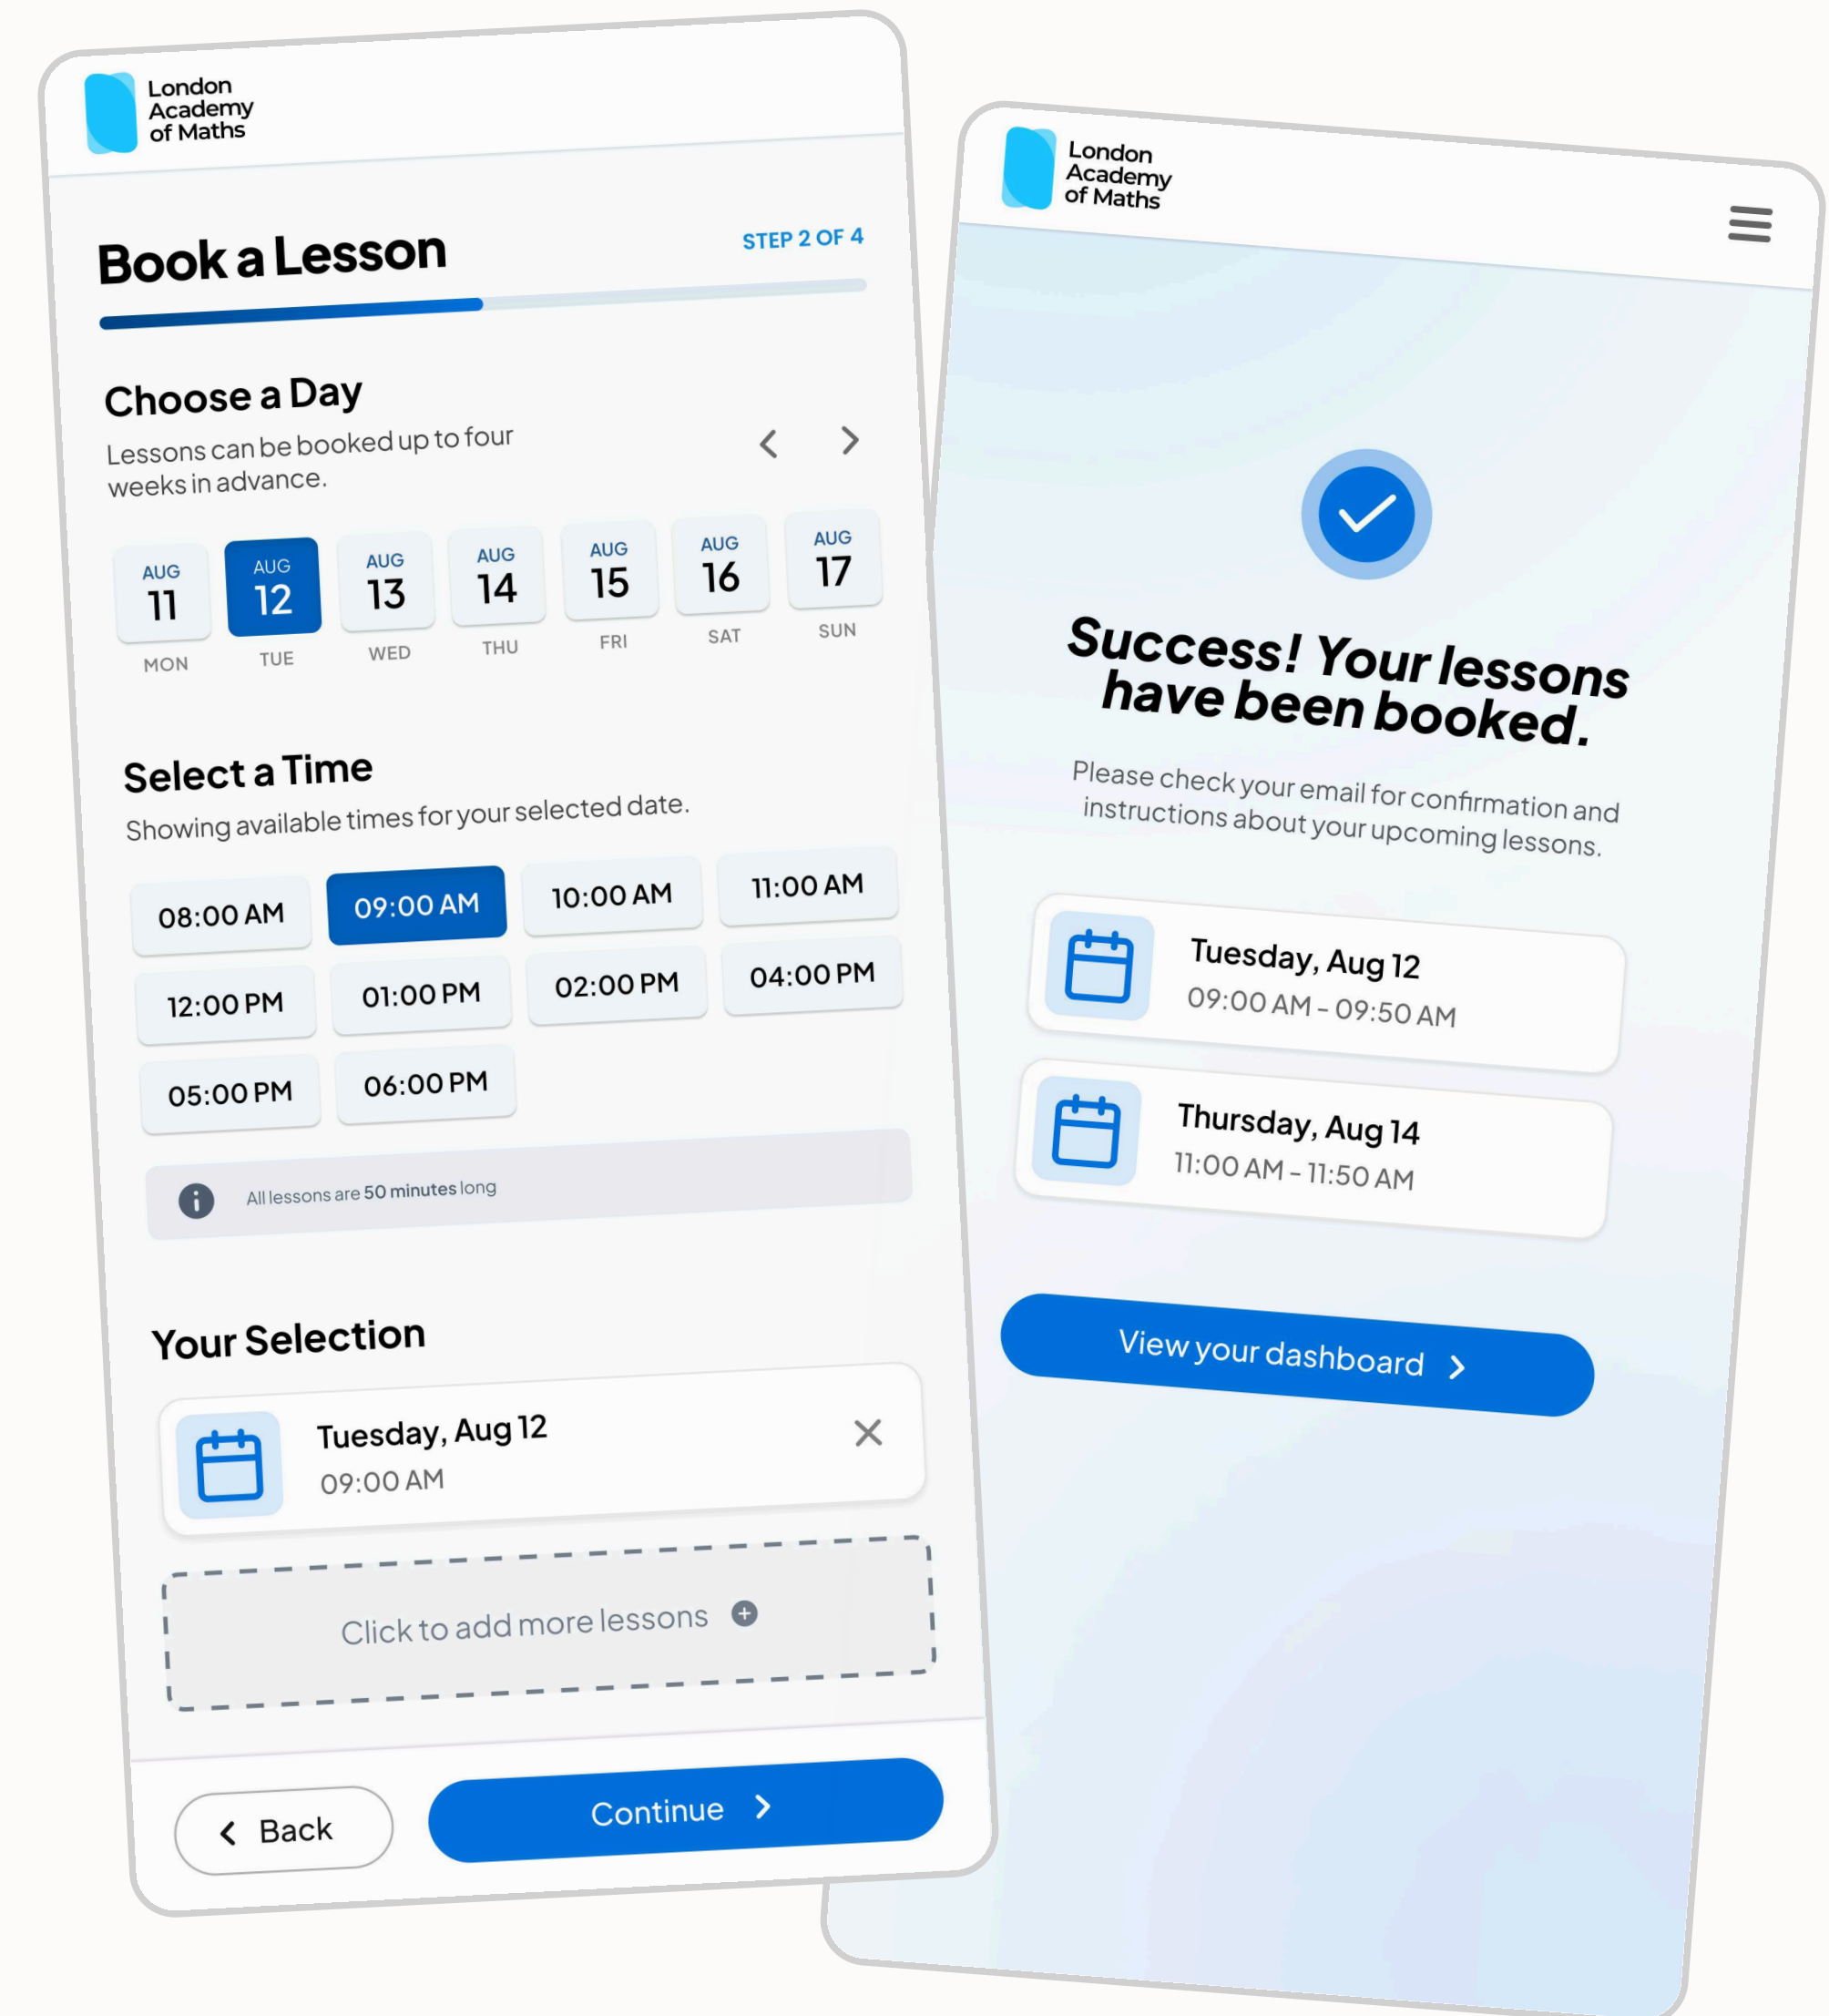 London
Academy
of Maths
Book a Lesson
STEP 2 OF 4
Choose a Day
Lessons can be booked up to four
weeks in advance.
AUG AUG AUG AUG AUG AUG AUG
11 12 13 14 15 16 17
MON TUE WED THU FRI SAT SUN
Select a Time
Showing available times for your selected date.
08:00 AM 09:00 AM 10:00 AM 11:00 AM
12:00 PM 01:00 PM 02:00 PM 04:00 PM
05:00 PM 06:00 PM
All lessons are 50 minutes long
Your Selection
Tuesday, Aug 12
09:00 AM
Click to add more lessons
Back
Continue
London
Academy
of Maths
Success! Your lessons
have been booked.
Please check your email for confirmation and
instructions about your upcoming lessons.
Tuesday, Aug 12
09:00 AM - 09:50 AM
Thursday, Aug 14
11:00 AM - 11:50 AM
View your dashboard